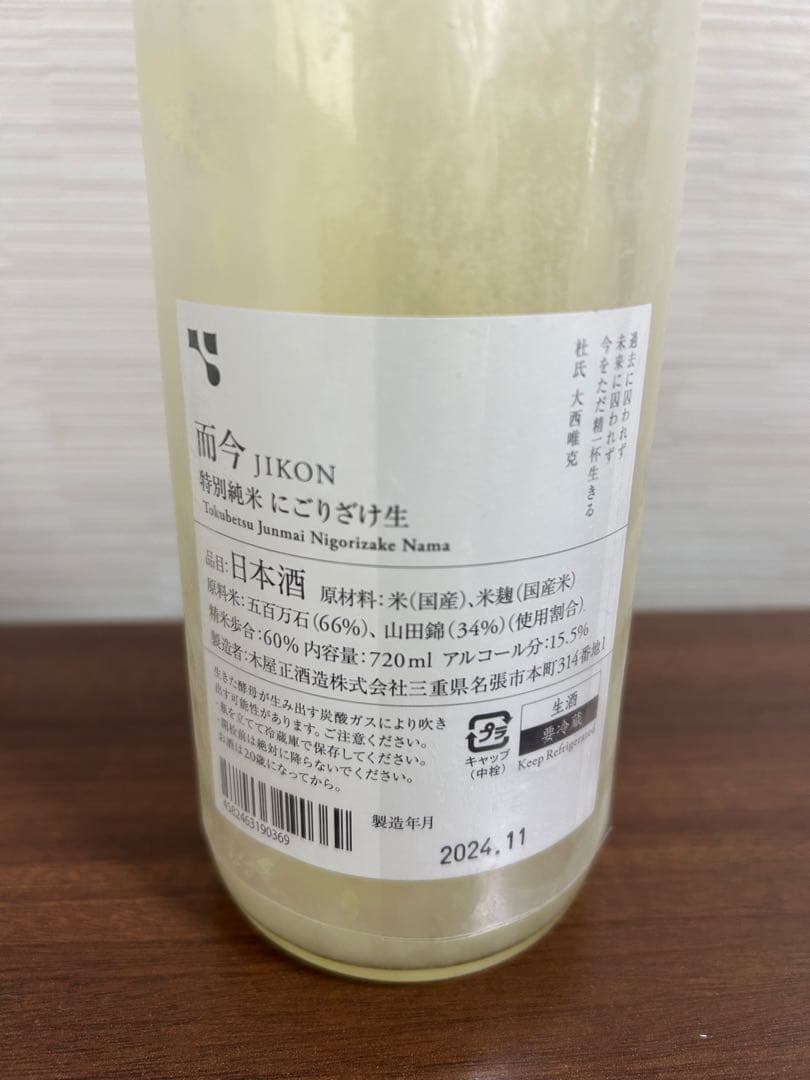 過去に囚われず
未来に囚われず
今をただ精一杯生きる
杜氏 大西唯克
而今 JIKON
特別純米 にごりざけ生
Tokubetsu Junmai Nigorizake Nama
品目:日本酒 原材料:米(国産)、米麹(国産米)
原料米:五百万石(66%)、山田錦(34%)(使用割合)
精米歩合:60% 内容量:720ml アルコール分:15.5%
製造者:木屋正酒造株式会社三重県名張市本町314番地1
生きた酵母が生み出す炭酸ガスにより吹き
出す可能性があります。ご注意ください。
・瓶を立てて冷蔵庫で保存してください。
・開栓前は絶対に降らないでください。
お酒は20歳になってから。
プラ
キャップ
(中栓)
生酒
要冷蔵
Keep Refrigerated
4582463190369
製造年月
2024.11